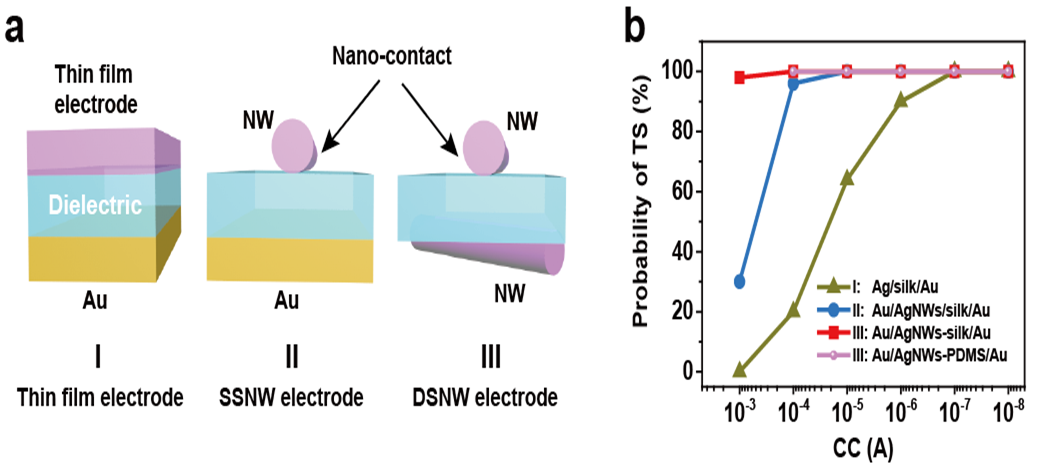 a
Thin film
electrode
Dielectric
Au
I
Thin film electrode
Nano-contact
NW
Au
II
SSNW electrode
NW
NW
III
DSNW electrode
b
Probability of TS (%)
100
80
60
40
20
0
I: Ag/silk/Au
II: Au/AgNWs/silk/Au
III: Au/AgNWs-silk/Au
III: Au/AgNWs-PDMS/Au
10⁻³ 10⁻⁴ 10⁻⁵ 10⁻⁶ 10⁻⁷ 10⁻⁸
CC (A)